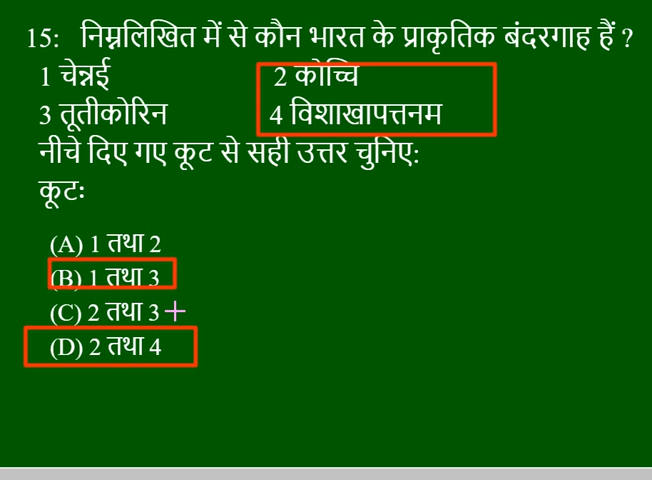 15: निम्नलिखित में से कौन भारत के प्राकृतिक बंदरगाह हैं ?
1 चेन्नई 2 कोच्चि
3 तूतीकोरिन 4 विशाखापत्तनम
नीचे दिए गए कूट से सही उत्तर चुनिए:
कूटः
(A) 1 तथा 2
(B) 1 तथा 3
(C) 2 तथा 3
(D) 2 तथा 4